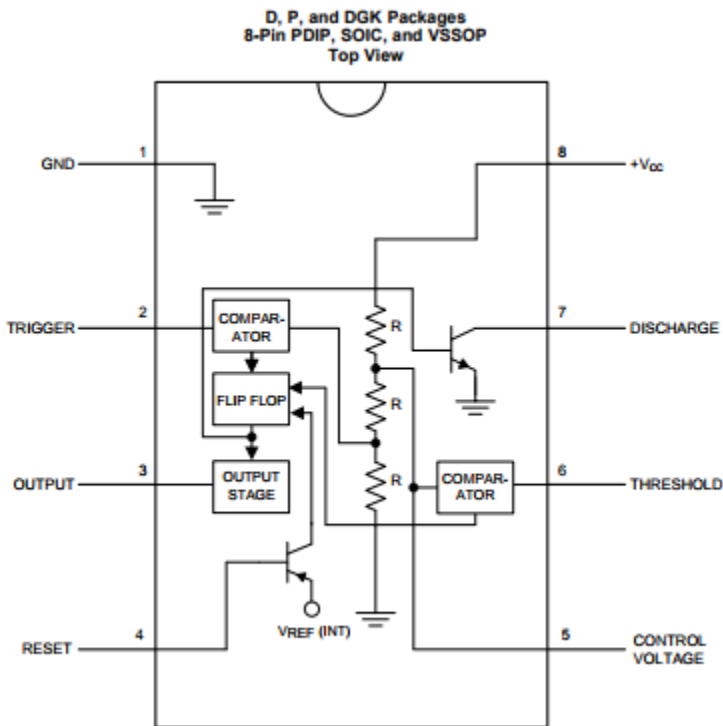 D, P, and DGK Packages
8-Pin PDIP, SOIC, and VSSOP
Top View
GND
1
8
+Vcc
TRIGGER
2
COMPAR-
ATOR
R
7
DISCHARGE
FLIP FLOP
R
OUTPUT
3
OUTPUT
STAGE
R
COMPAR-
ATOR
6
THRESHOLD
VREF (INT)
RESET
4
5
CONTROL
VOLTAGE